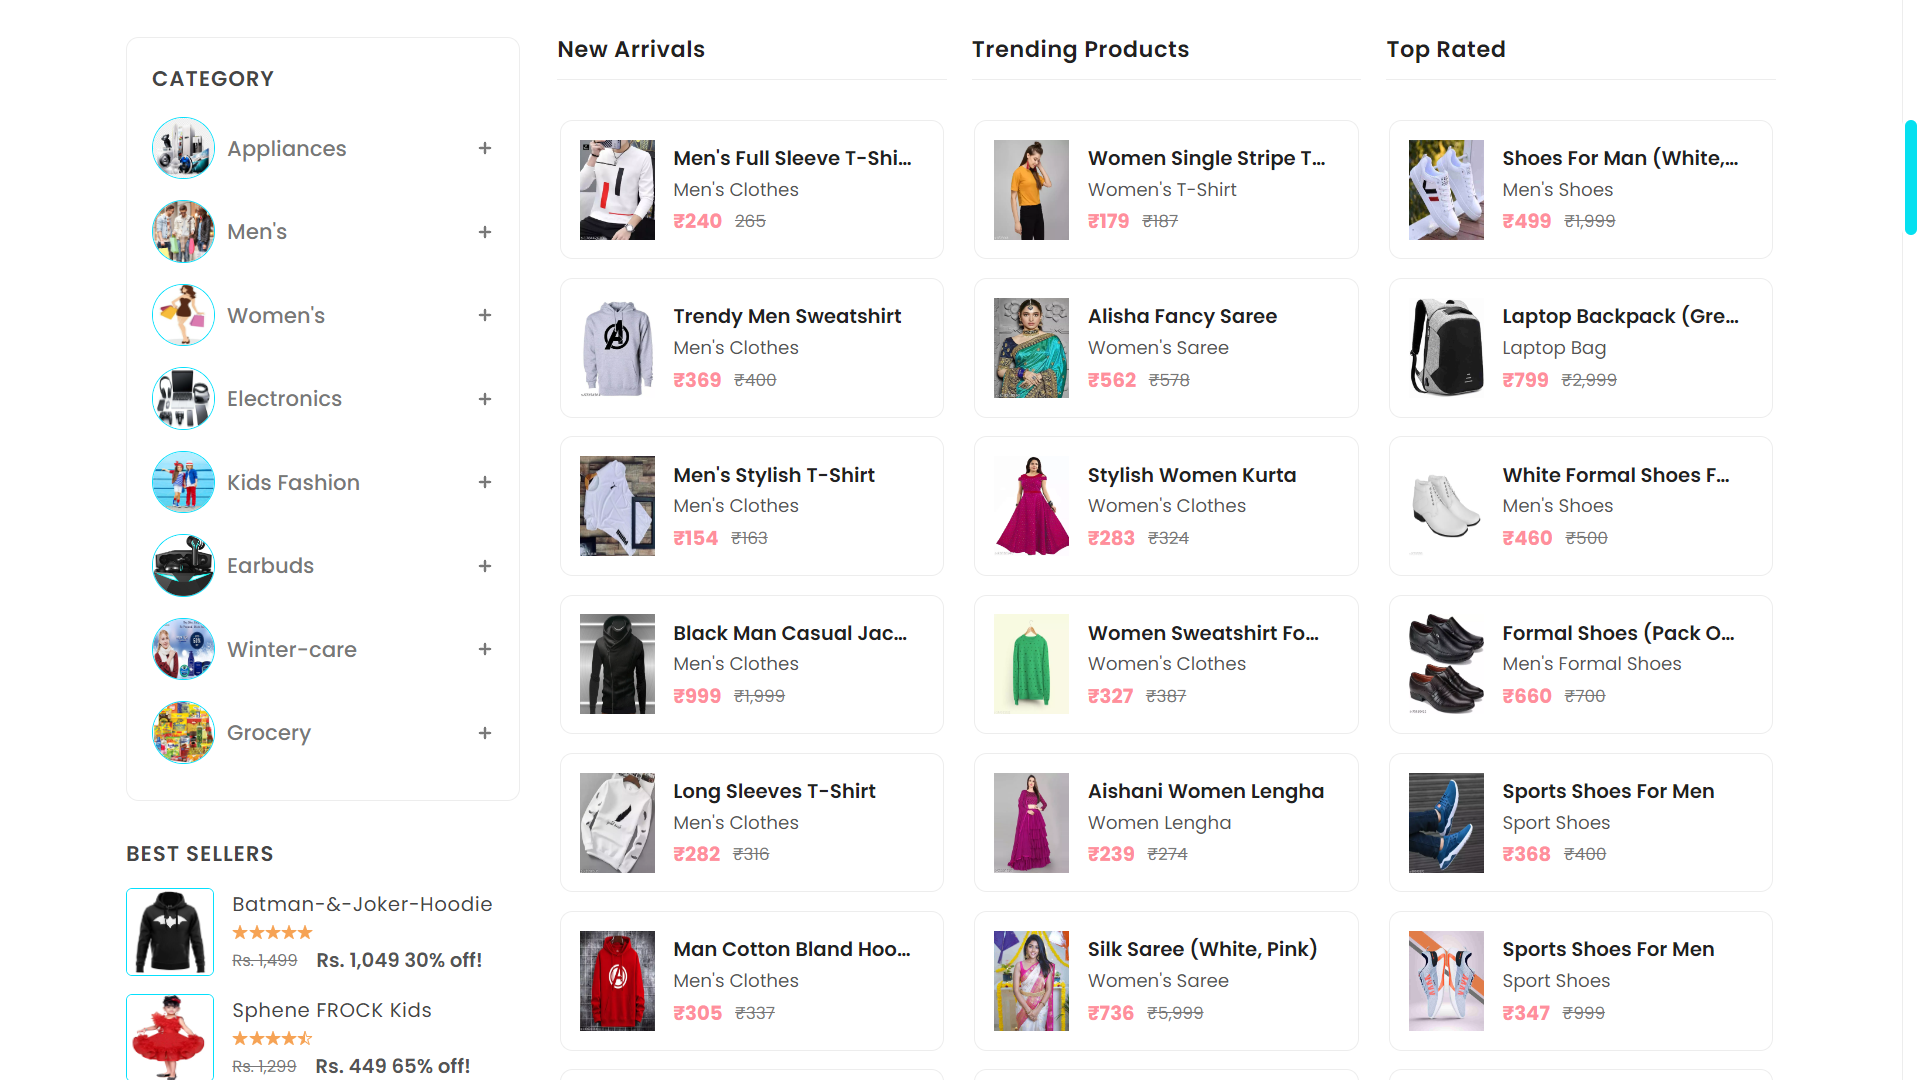 CATEGORY
Appliances
Men's
Women's
Electronics
Kids Fashion
Earbuds
Winter-care
Grocery
BEST SELLERS
Batman-&-Joker-Hoodie
Rs. 1,499 Rs. 1,049 30% off!
Sphene FROCK Kids
Rs. 1,299 Rs. 449 65% off!
New Arrivals
Men's Full Sleeve T-Shi...
Men's Clothes
₹240 265
Trendy Men Sweatshirt
Men's Clothes
₹369 ₹400
Men's Stylish T-Shirt
Men's Clothes
₹154 ₹163
Black Man Casual Jac...
Men's Clothes
₹999 ₹1,999
Long Sleeves T-Shirt
Men's Clothes
₹282 ₹316
Man Cotton Bland Hoo...
Men's Clothes
₹305 ₹337
Trending Products
Women Single Stripe T...
Women's T-Shirt
₹179 ₹187
Alisha Fancy Saree
Women's Saree
₹562 ₹578
Stylish Women Kurta
Women's Clothes
₹283 ₹324
Women Sweatshirt Fo...
Women's Clothes
₹327 ₹387
Aishani Women Lengha
Women Lengha
₹239 ₹274
Silk Saree (White, Pink)
Women's Saree
₹736 ₹5,999
Top Rated
Shoes For Man (White,...
Men's Shoes
₹499 ₹1,999
Laptop Backpack (Gre...
Laptop Bag
₹799 ₹2,999
White Formal Shoes F...
Men's Shoes
₹460 ₹500
Formal Shoes (Pack O...
Men's Formal Shoes
₹660 ₹700
Sports Shoes For Men
Sport Shoes
₹368 ₹400
Sports Shoes For Men
Sport Shoes
₹347 ₹999